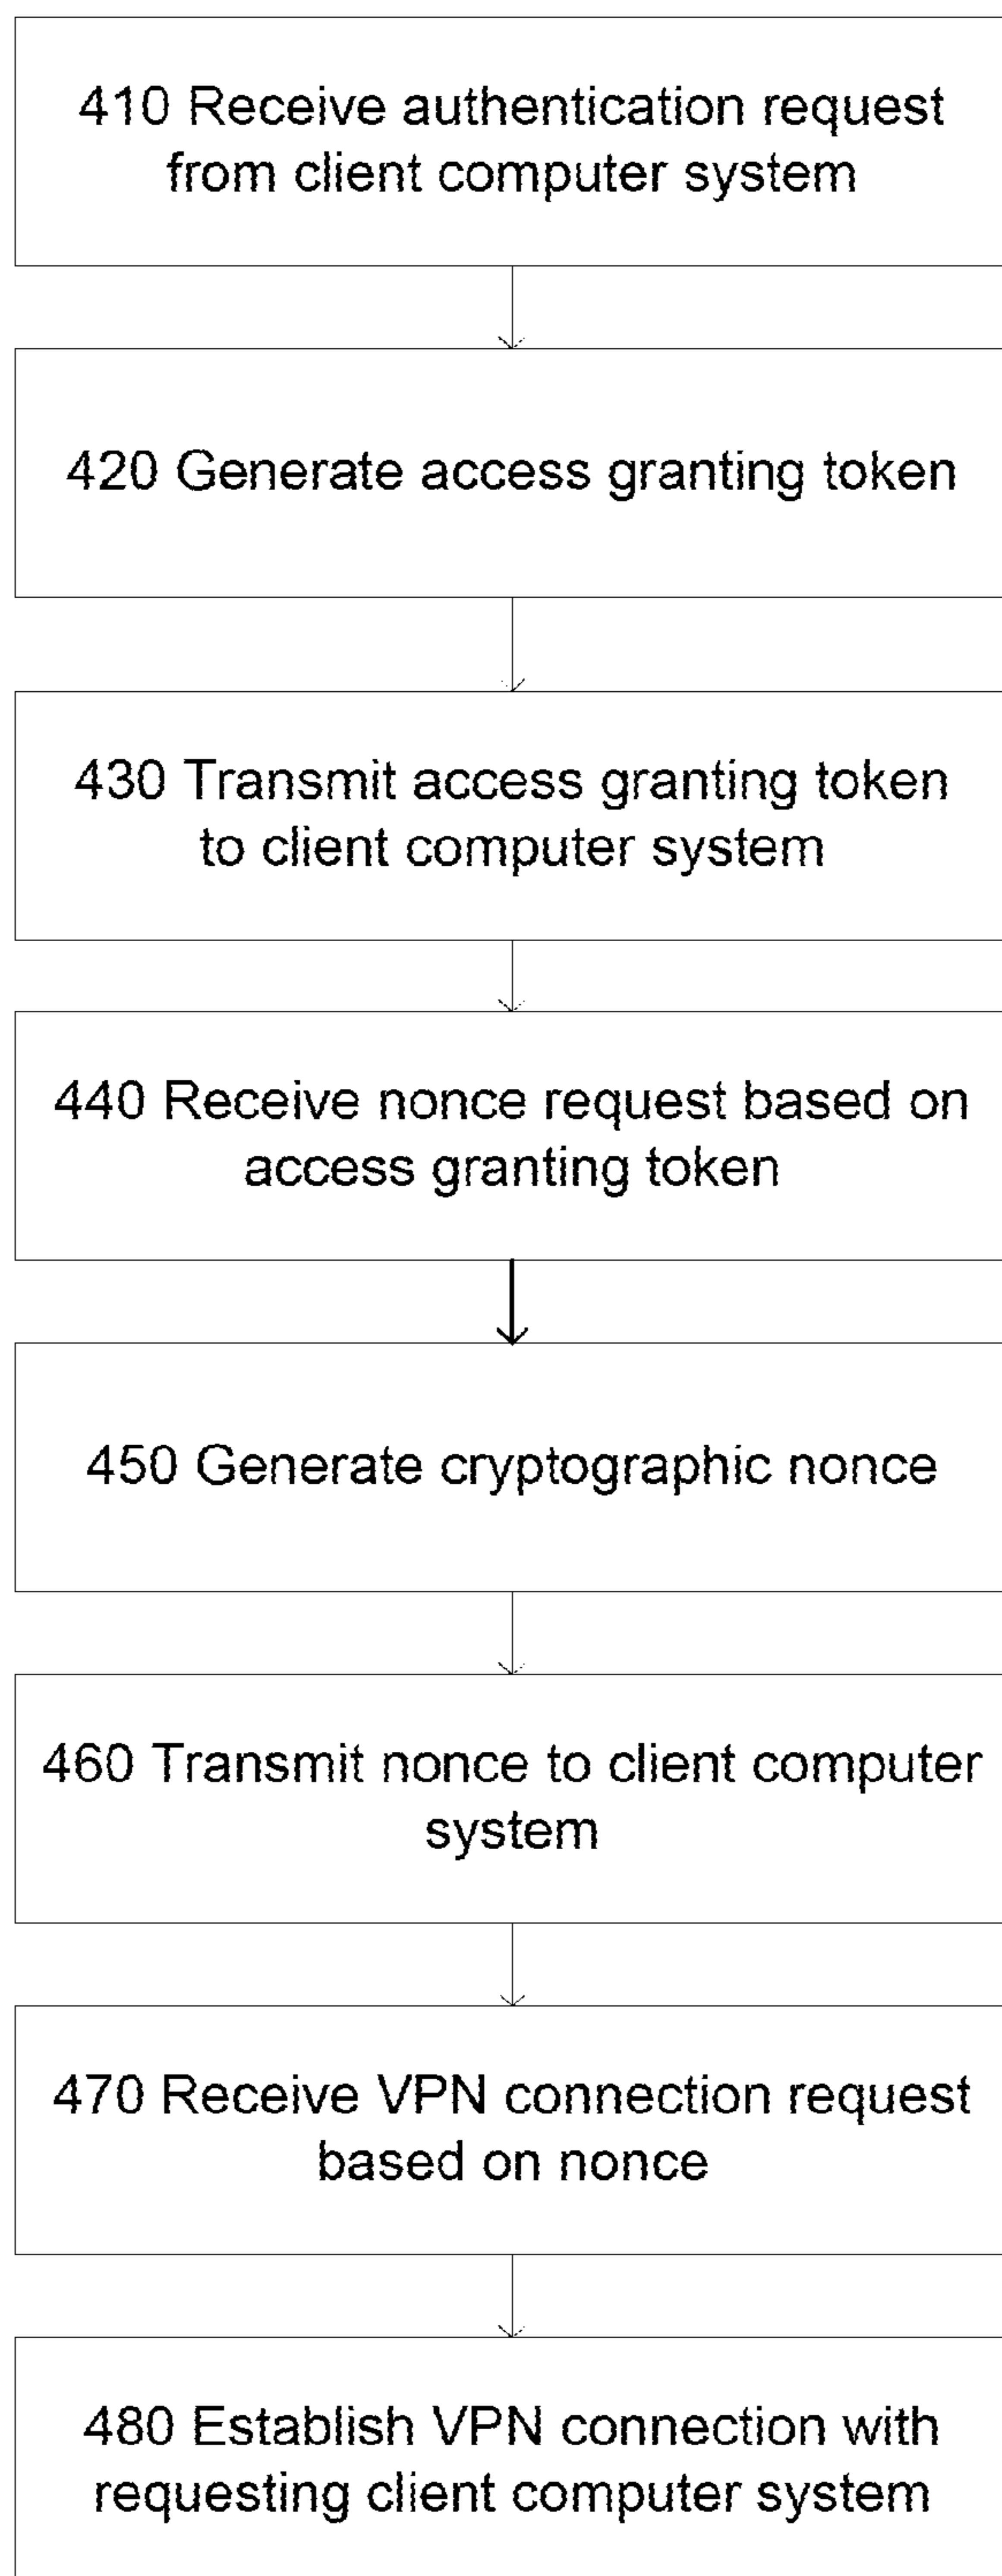 410 Receive authentication request
from client computer system
420 Generate access granting token
430 Transmit access granting token
to client computer system
440 Receive nonce request based on
access granting token
450 Generate cryptographic nonce
460 Transmit nonce to client computer
system
470 Receive VPN connection request
based on nonce
480 Establish VPN connection with
requesting client computer system